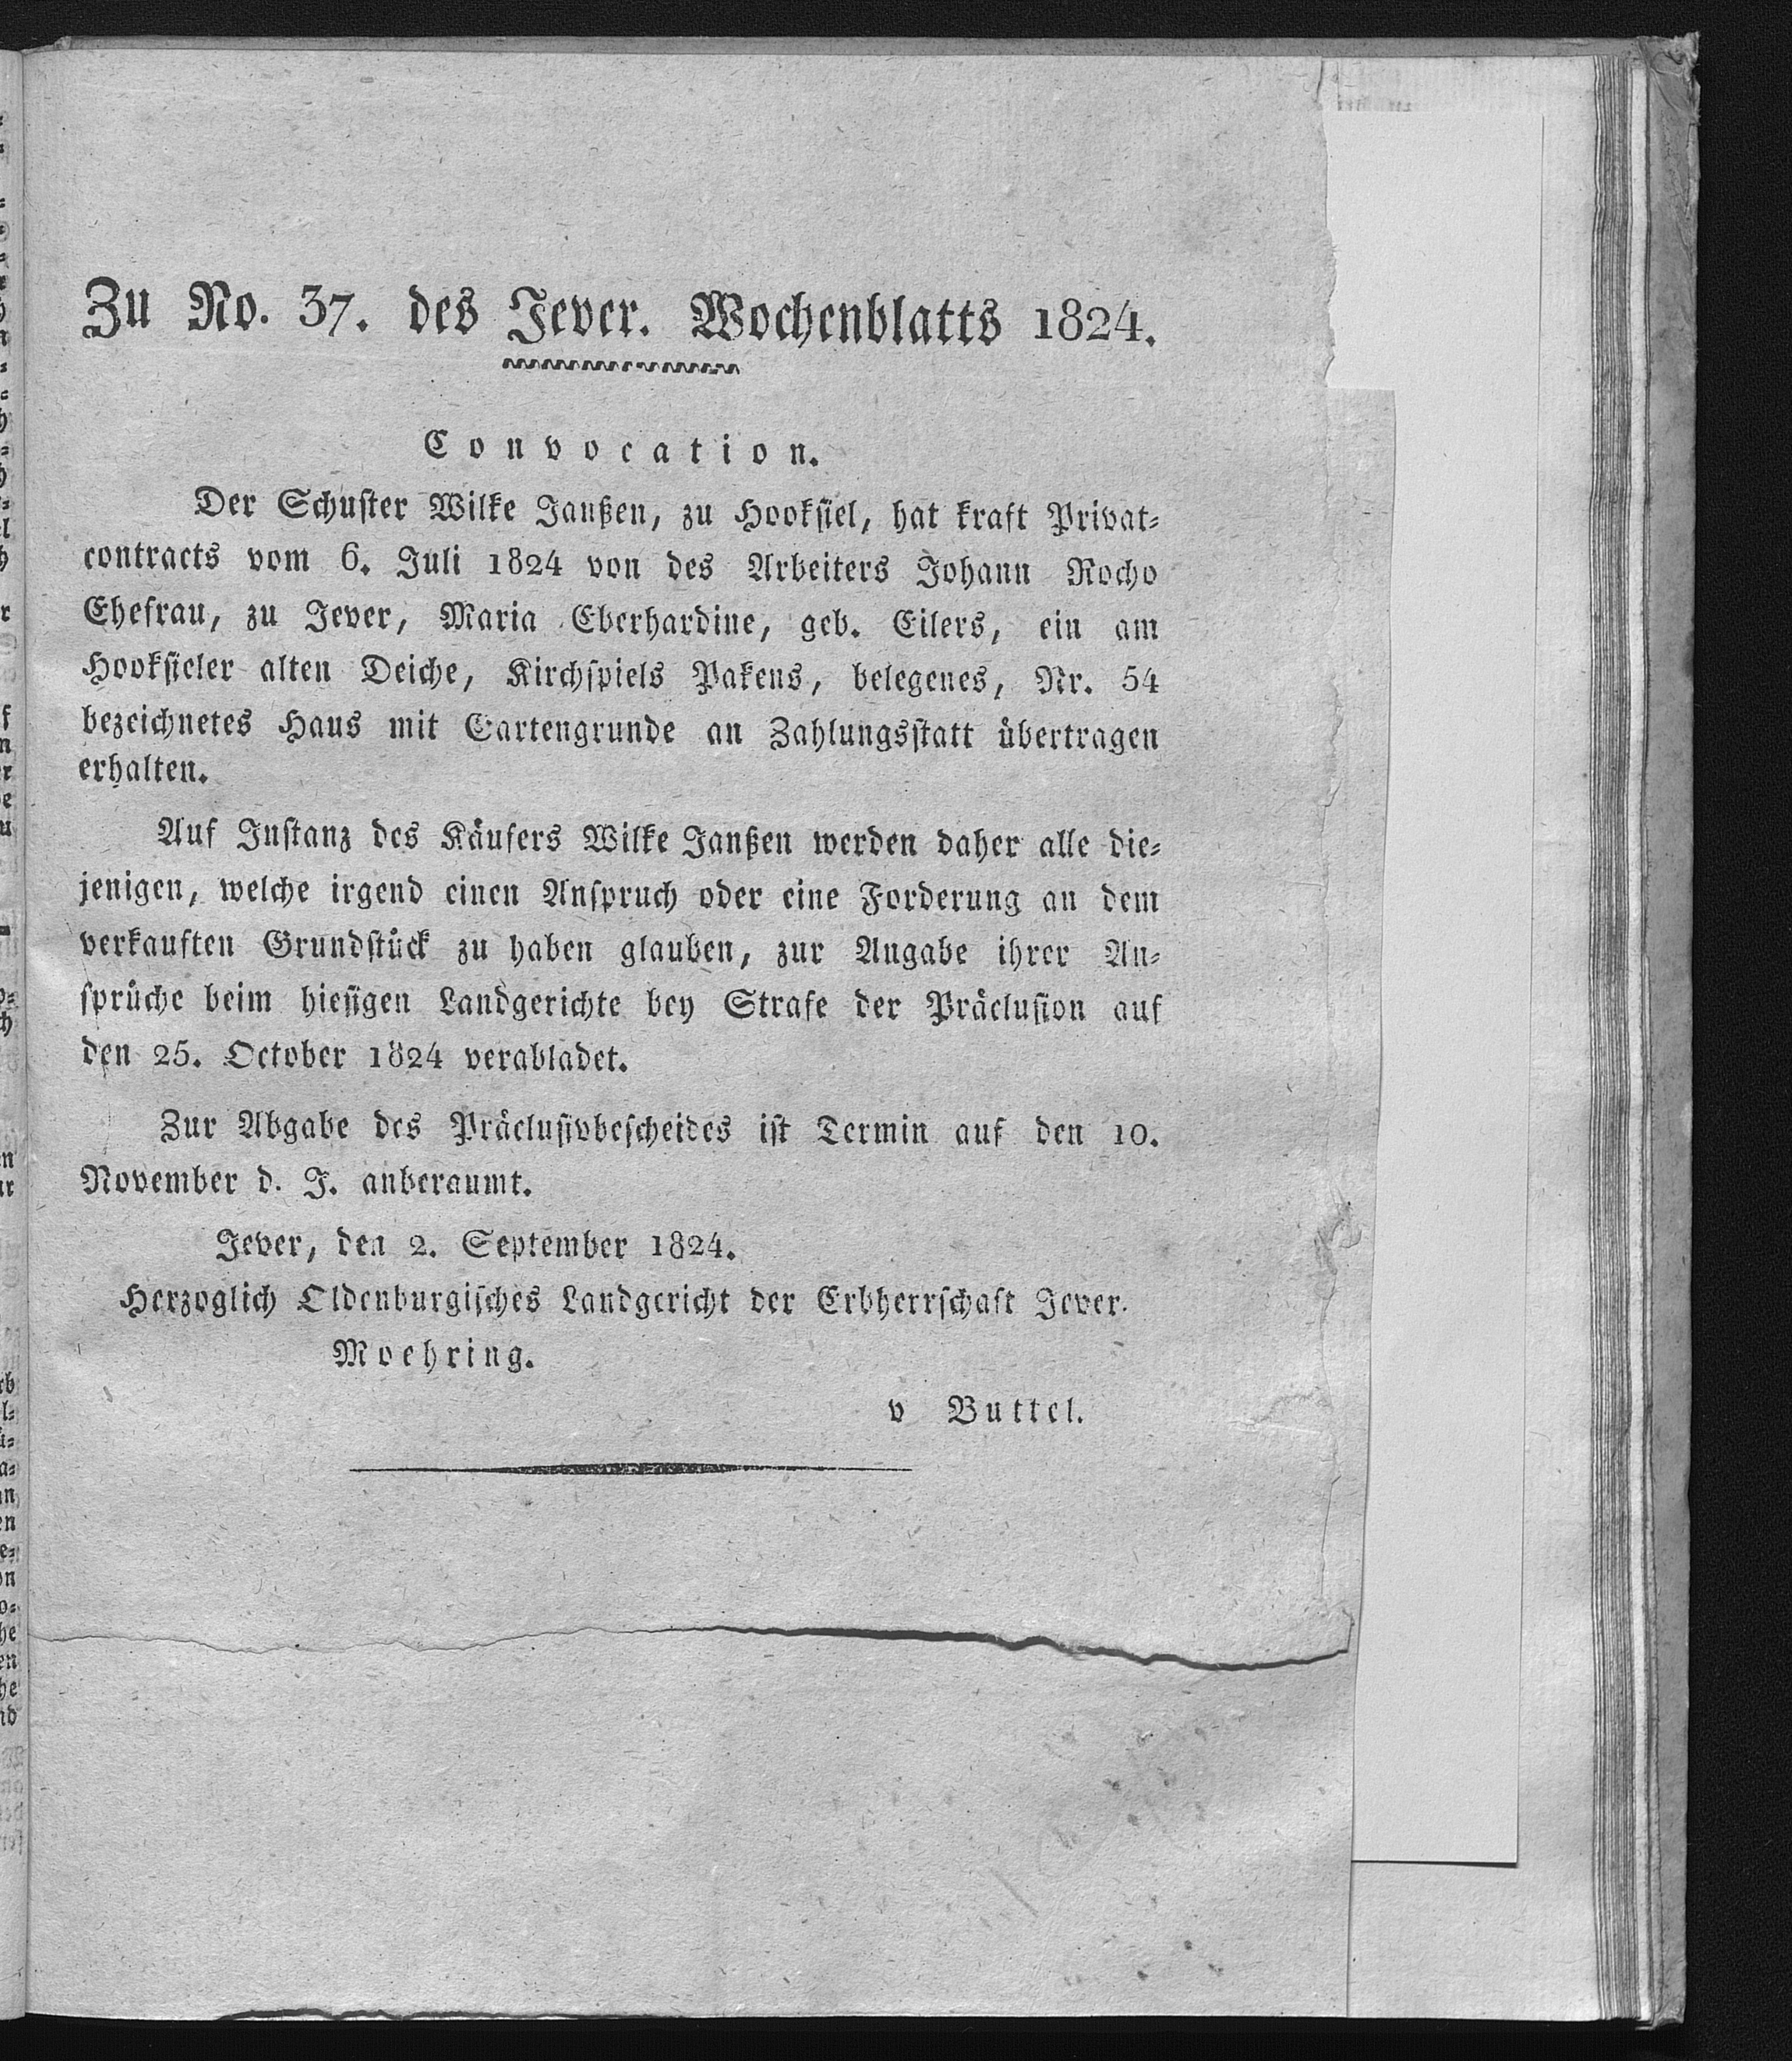 Zu No. 37. des Jever. Wochenblatts 1824.
Convocation.
Der Schuster Wilke Janßen, zu Hooksiel, hat kraft Privat-
contracts vom 6. Juli 1824 von des Arbeiters Johann Rocho
Ehefrau, zu Jever, Maria Eberhardine, geb. Eilers, ein am
Hooksieler alten Deiche, Kirchspiels Pakens, belegenes, Nr. 54
bezeichnetes Haus mit Gartengrunde an Zahlungsstatt übertragen
erhalten.
Auf Instanz des Käufers Wilke Janßen werden daher alle die-
jenigen, welche irgend einen Anspruch oder eine Forderung an dem
verkauften Grundstück zu haben glauben, zur Angabe ihrer An-
sprüche beim hiesigen Landgerichte bey Strafe der Präclusion auf
den 25. October 1824 verabladet.
Zur Abgabe des Präclusivbescheides ist Termin auf den 10.
November d. J. anberaumt.
Jever, den 2. September 1824.
Herzoglich Oldenburgisches Landgericht der Erbherrschaft Jever.
Moehring.
v Buttel.